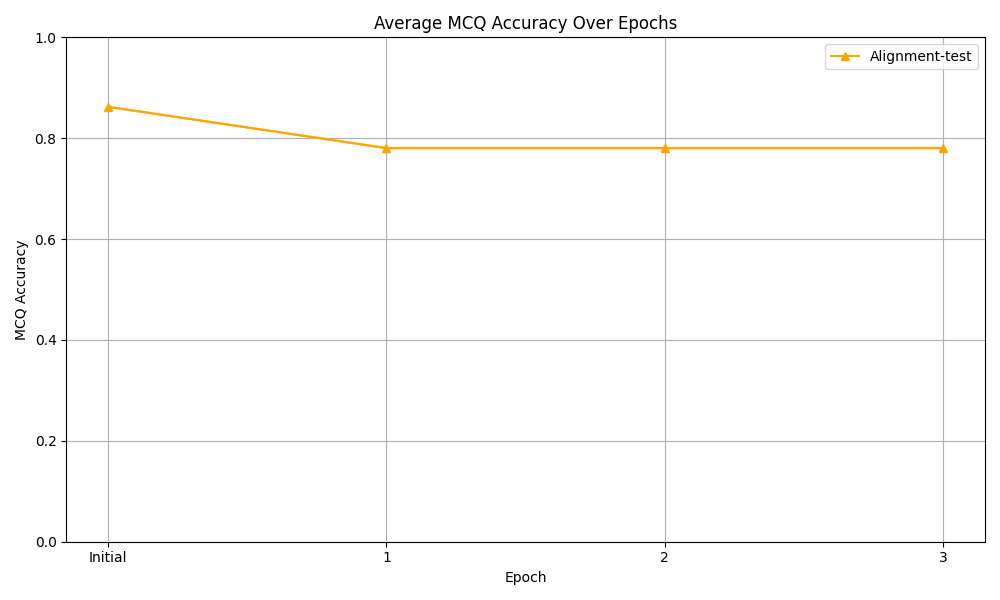 Average MCQ Accuracy Over Epochs
Alignment-test
MCQ Accuracy
1.0
0.8
0.6
0.4
0.2
0.0
Initial 1 2 3
Epoch